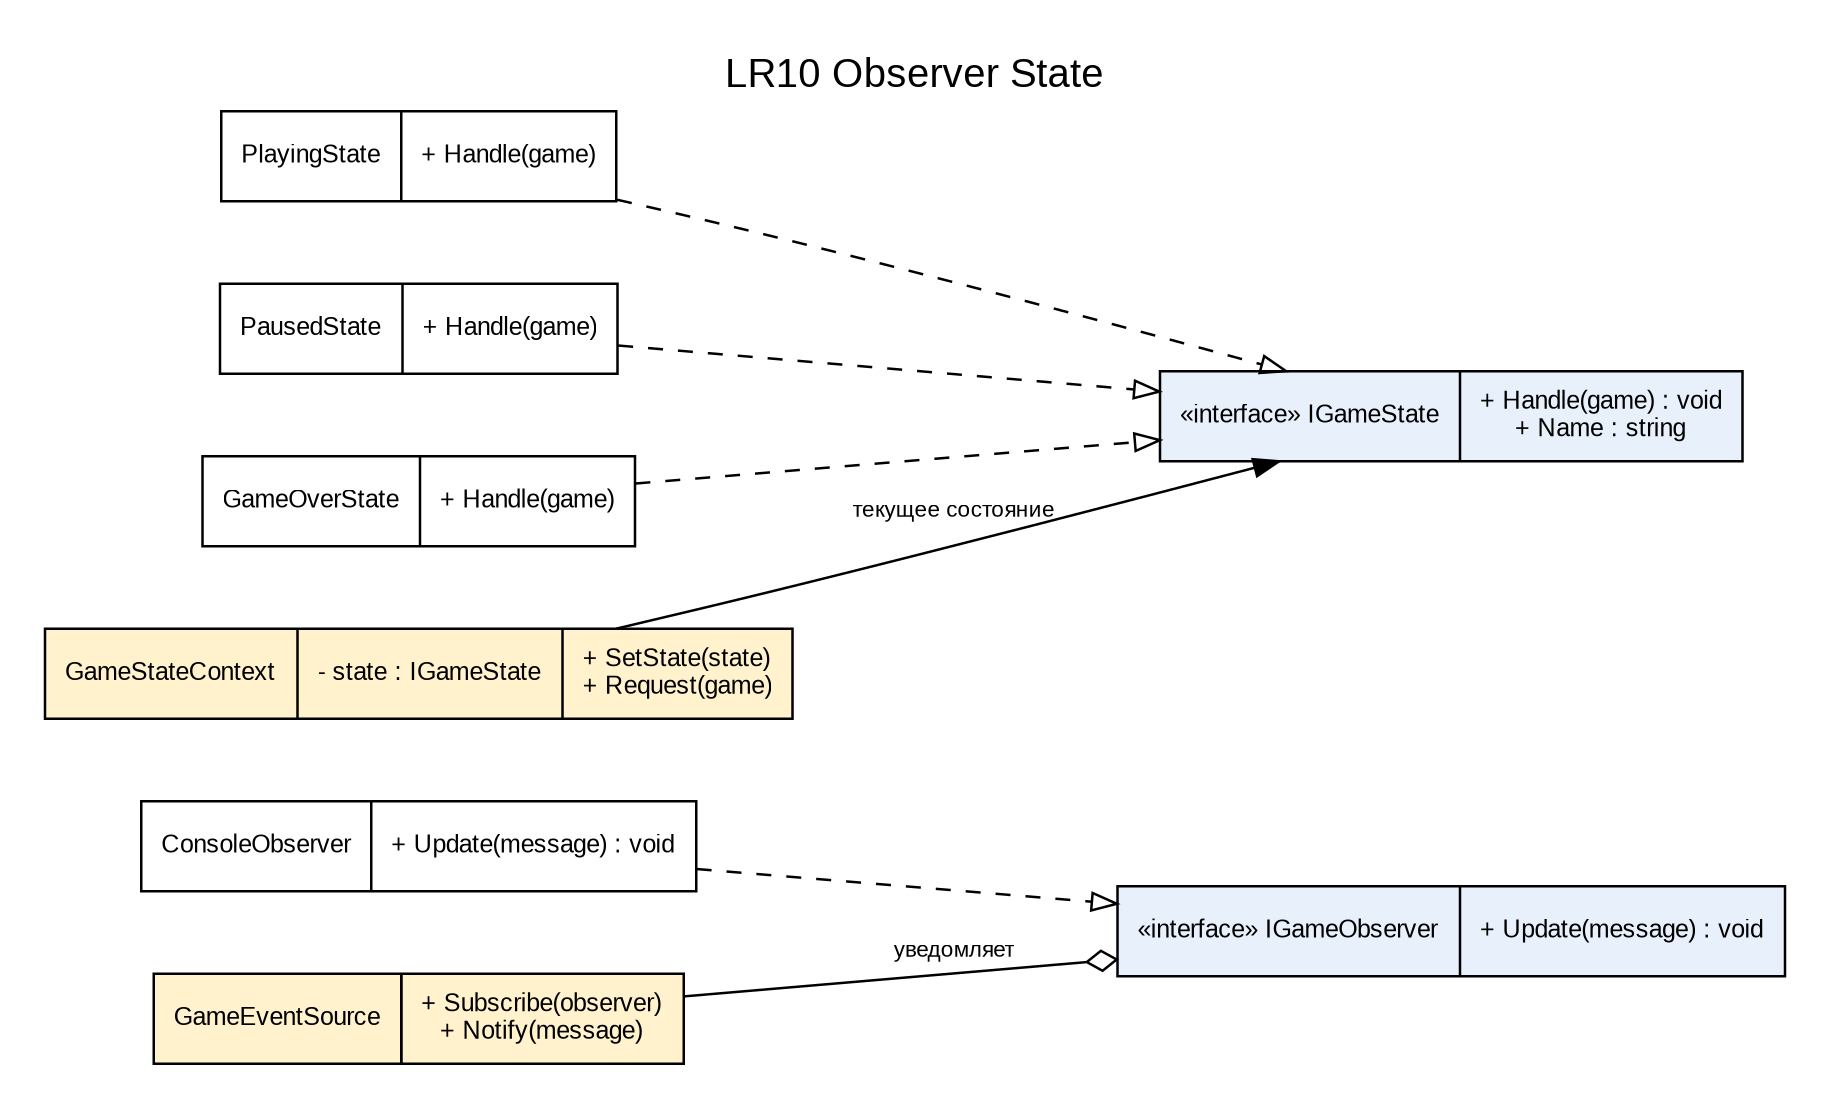 LR10 Observer State
PlayingState
+ Handle(game)
PausedState
+ Handle(game)
«interface» IGameState
+ Handle(game) : void
+ Name : string
GameOverState
+ Handle(game)
текущее состояние
GameStateContext
- state : IGameState
+ SetState(state)
+ Request(game)
ConsoleObserver
+ Update(message) : void
«interface» IGameObserver
+ Update(message) : void
уведомляет
GameEventSource
+ Subscribe(observer)
+ Notify(message)